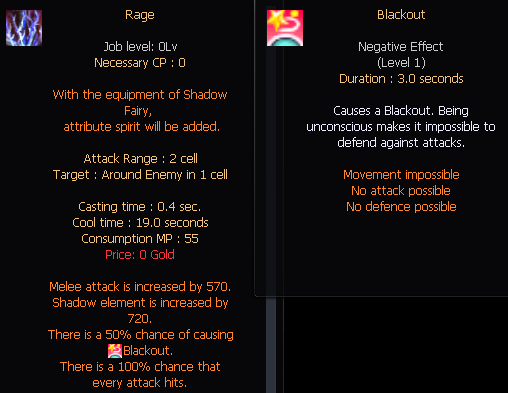 Rage
Job level: 0Lv
Necessary CP : 0
With the equipment of Shadow
Fairy,
attribute spirit will be added.
Attack Range : 2 cell
Target : Around Enemy in 1 cell
Casting time : 0.4 sec.
Cool time : 19.0 seconds
Consumption MP : 55
Price: 0 Gold
Melee attack is increased by 570.
Shadow element is increased by
720.
There is a 50% chance of causing
Blackout.
There is a 100% chance that
every attack hits.
Blackout
Negative Effect
(Level 1)
Duration : 3.0 seconds
Causes a Blackout. Being
unconscious makes it impossible to
defend against attacks.
Movement impossible
No attack possible
No defence possible